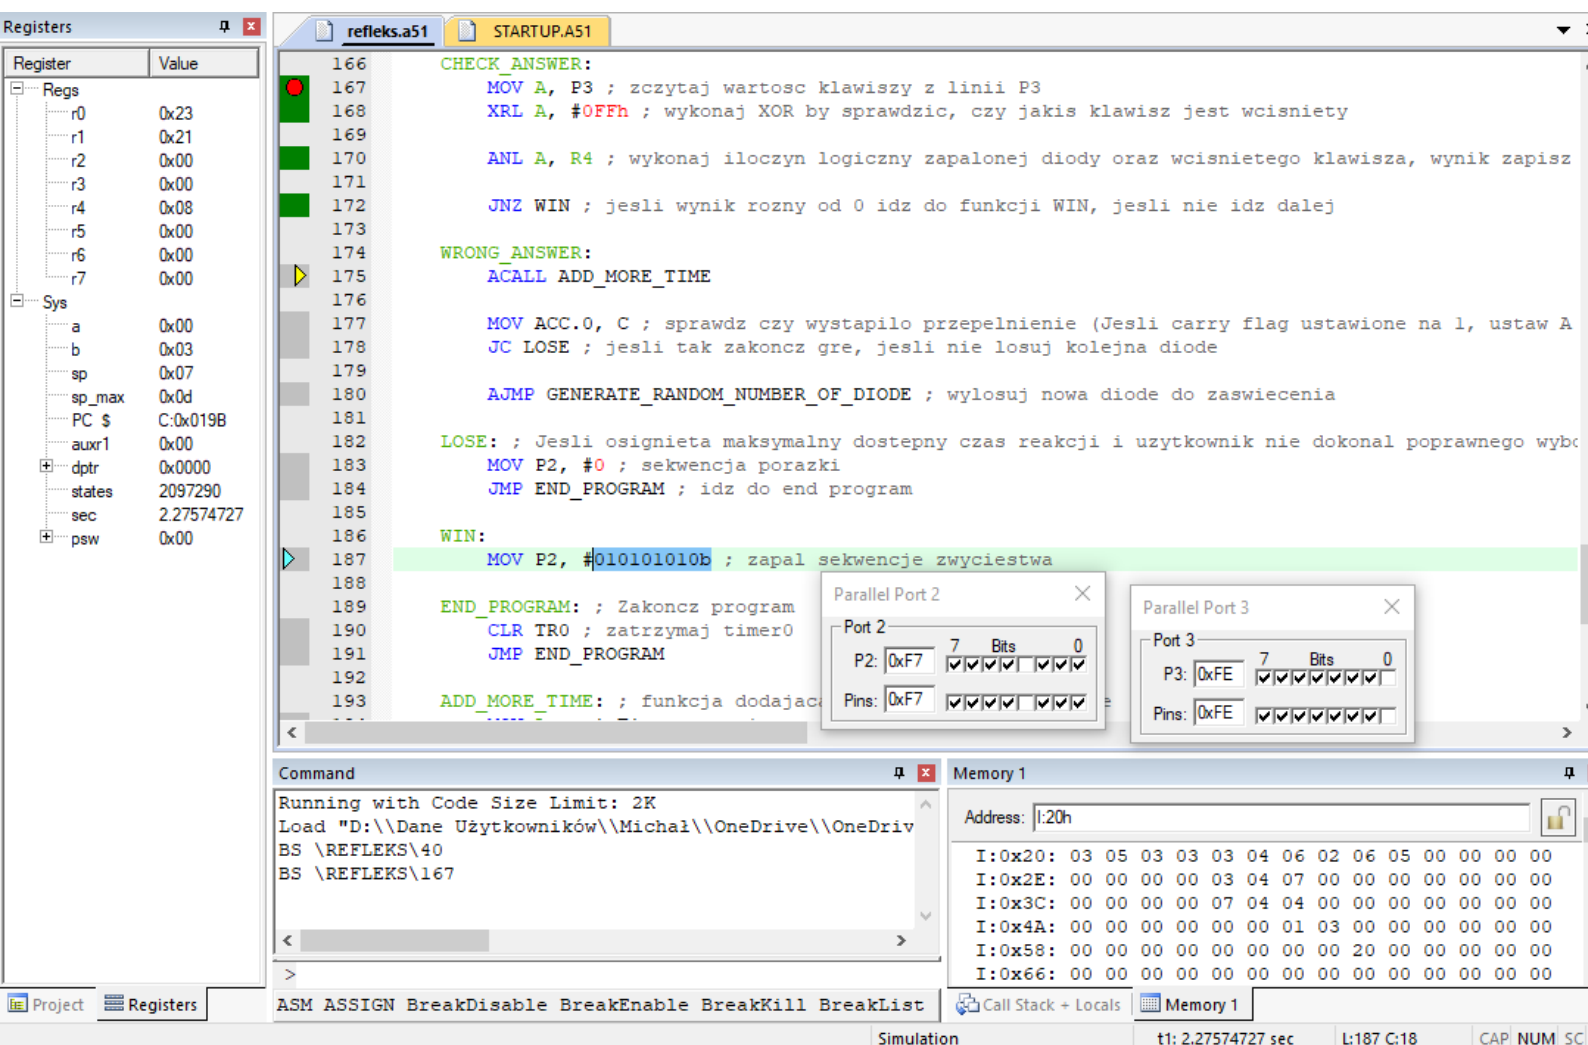 Registers
Register Value
Regs
r0 0x23
r1 0x21
r2 0x00
r3 0x00
r4 0x08
r5 0x00
r6 0x00
r7 0x00
Sys
a 0x00
b 0x03
sp 0x07
sp_max 0x0d
PC $ C:0x019B
auxr1 0x00
dptr 0x0000
states 2097290
sec 2.27574727
psw 0x00
Project Registers
refleks.a51 STARTUP.A51
166 CHECK_ANSWER:
167 MOV A, P3 ; zczytaj wartosc klawiszy z linii P3
168 XRL A, #0FFh ; wykonaj XOR by sprawdzic, czy jakis klawisz jest wcisniety
169
170 ANL A, R4 ; wykonaj iloczyn logiczny zapalonej diody oraz wcisnietego klawisza, wynik zapisz
171
172 JNZ WIN ; jesli wynik rozny od 0 idz do funkcji WIN, jesli nie idz dalej
173
174 WRONG_ANSWER:
175 ACALL ADD_MORE_TIME
176
177 MOV ACC.0, C ; sprawdz czy wystapilo przepelnienie (Jesli carry flag ustawione na 1, ustaw A
178 JC LOSE ; jesli tak zakoncz gre, jesli nie losuj kolejna diode
179
180 AJMP GENERATE_RANDOM_NUMBER_OF_DIODE ; wylosuj nowa diode do zaswiecenia
181
182 LOSE: ; Jesli osignieta maksymalny dostepny czas reakcji i uzytkownik nie dokonal poprawnego wybo
183 MOV P2, #0 ; sekwencja porazki
184 JMP END_PROGRAM ; idz do end program
185
186 WIN:
187 MOV P2, #010101010b ; zapal sekwencje zwyciestwa
188
189 END_PROGRAM: ; Zakoncz program
190 CLR TR0 ; zatrzymaj timer0
191 JMP END_PROGRAM
192
193 ADD_MORE_TIME: ; funkcja dodajaca
Parallel Port 2
Port 2
7 Bits 0
P2: 0xF7
Pins: 0xF7
Parallel Port 3
Port 3
7 Bits 0
P3: 0xFE
Pins: 0xFE
Command
Running with Code Size Limit: 2K
Load "D:\\Dane Użytkowników\\Michał\\OneDrive\\OneDriv
BS \REFLEKS\40
BS \REFLEKS\167
>
ASM ASSIGN BreakDisable BreakEnable BreakKill BreakList
Memory 1
Address: I:20h
I:0x20: 03 05 03 03 03 04 06 02 06 05 00 00 00 00
I:0x2E: 00 00 00 00 03 04 07 00 00 00 00 00 00 00
I:0x3C: 00 00 00 00 07 04 04 00 00 00 00 00 00 00
I:0x4A: 00 00 00 00 00 00 01 03 00 00 00 00 00 00
I:0x58: 00 00 00 00 00 00 00 00 20 00 00 00 00 00
I:0x66: 00 00 00 00 00 00 00 00 00 00 00 00 00 00
Call Stack + Locals Memory 1
Simulation t1: 2.27574727 sec L:187 C:18 CAP NUM SC